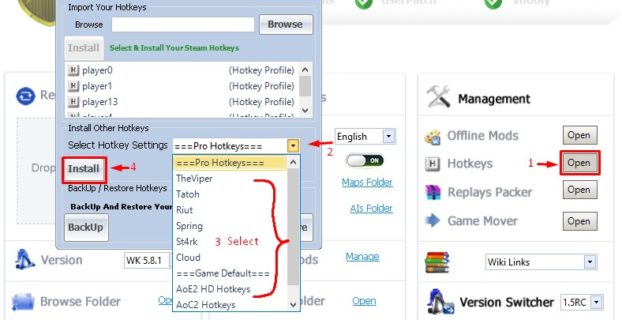 UserPatch
Voobly
Import Your Hotkeys
Browse
Browse
Install
Select & Install Your Steam Hotkeys
player0 (Hotkey Profile)
player1 (Hotkey Profile)
player13 (Hotkey Profile)
player4 (Hotkey Profile)
Install Other Hotkeys
Select Hotkey Settings
===Pro Hotkeys===
2
English
Install
4
===Pro Hotkeys===
TheViper
Tatoh
Riut
Spring
St4rk
Cloud
===Game Default===
AoE2 HD Hotkeys
AoC2 Hotkeys
3 Select
BackUp / Restore Hotkeys
BackUp And Restore Your
BackUp
ON
Maps Folder
AIs Folder
Re
Drop
Version
WK 5.8.1
ods
Manage
Browse Folder
Open
Management
Offline Mods
Open
Hotkeys
1
Open
Replays Packer
Open
Game Mover
Open
Wiki Links
Version Switcher
1.5RC